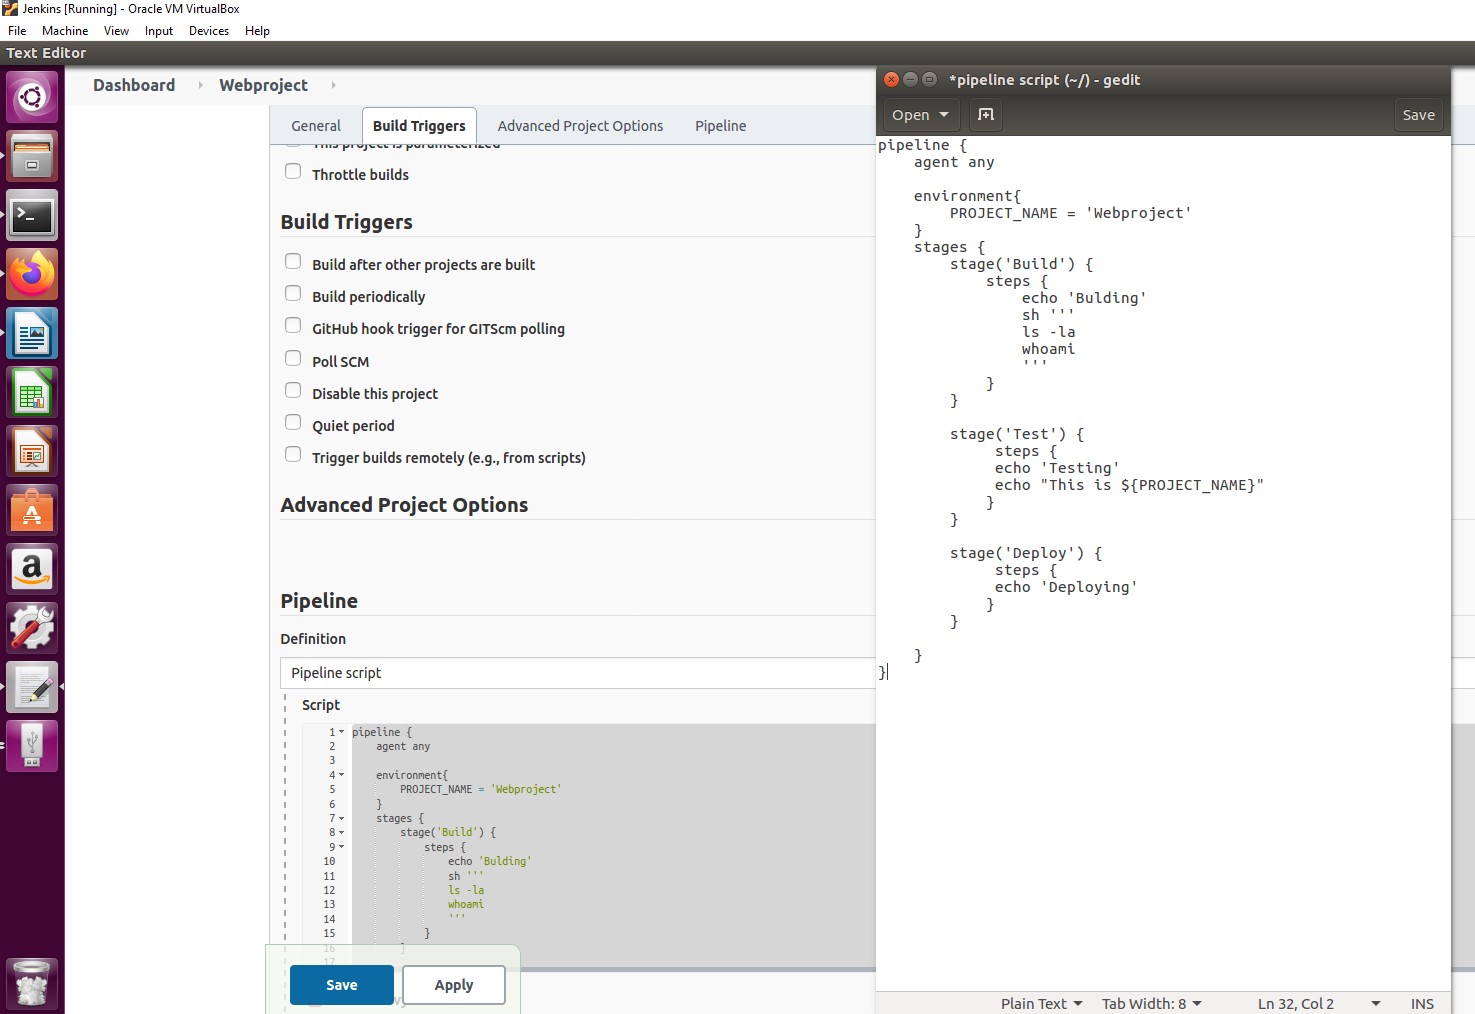 Jenkins [Running] - Oracle VM VirtualBox
File Machine View Input Devices Help
Text Editor
Dashboard Webproject
General Build Triggers Advanced Project Options Pipeline
This project is parameterized
Throttle builds
Build Triggers
Build after other projects are built
Build periodically
GitHub hook trigger for GITScm polling
Poll SCM
Disable this project
Quiet period
Trigger builds remotely (e.g., from scripts)
Advanced Project Options
Pipeline
Definition
Pipeline script
Script
1 pipeline {
2     agent any
3
4     environment{
5         PROJECT_NAME = 'Webproject'
6     }
7     stages {
8         stage('Build') {
9             steps {
10                 echo 'Bulding'
11                 sh '''
12                 ls -la
13                 whoami
14                 '''
15             }
16         }
17
Save Apply
*pipeline script (~/) - gedit
Open Save
pipeline {
    agent any
    environment{
        PROJECT_NAME = 'Webproject'
    }
    stages {
        stage('Build') {
            steps {
                echo 'Bulding'
                sh '''
                ls -la
                whoami
                '''
            }
        }
        stage('Test') {
             steps {
             echo 'Testing'
             echo "This is ${PROJECT_NAME}"
            }
        }
        stage('Deploy') {
             steps {
             echo 'Deploying'
            }
        }
    }
}
Plain Text Tab Width: 8 Ln 32, Col 2 INS